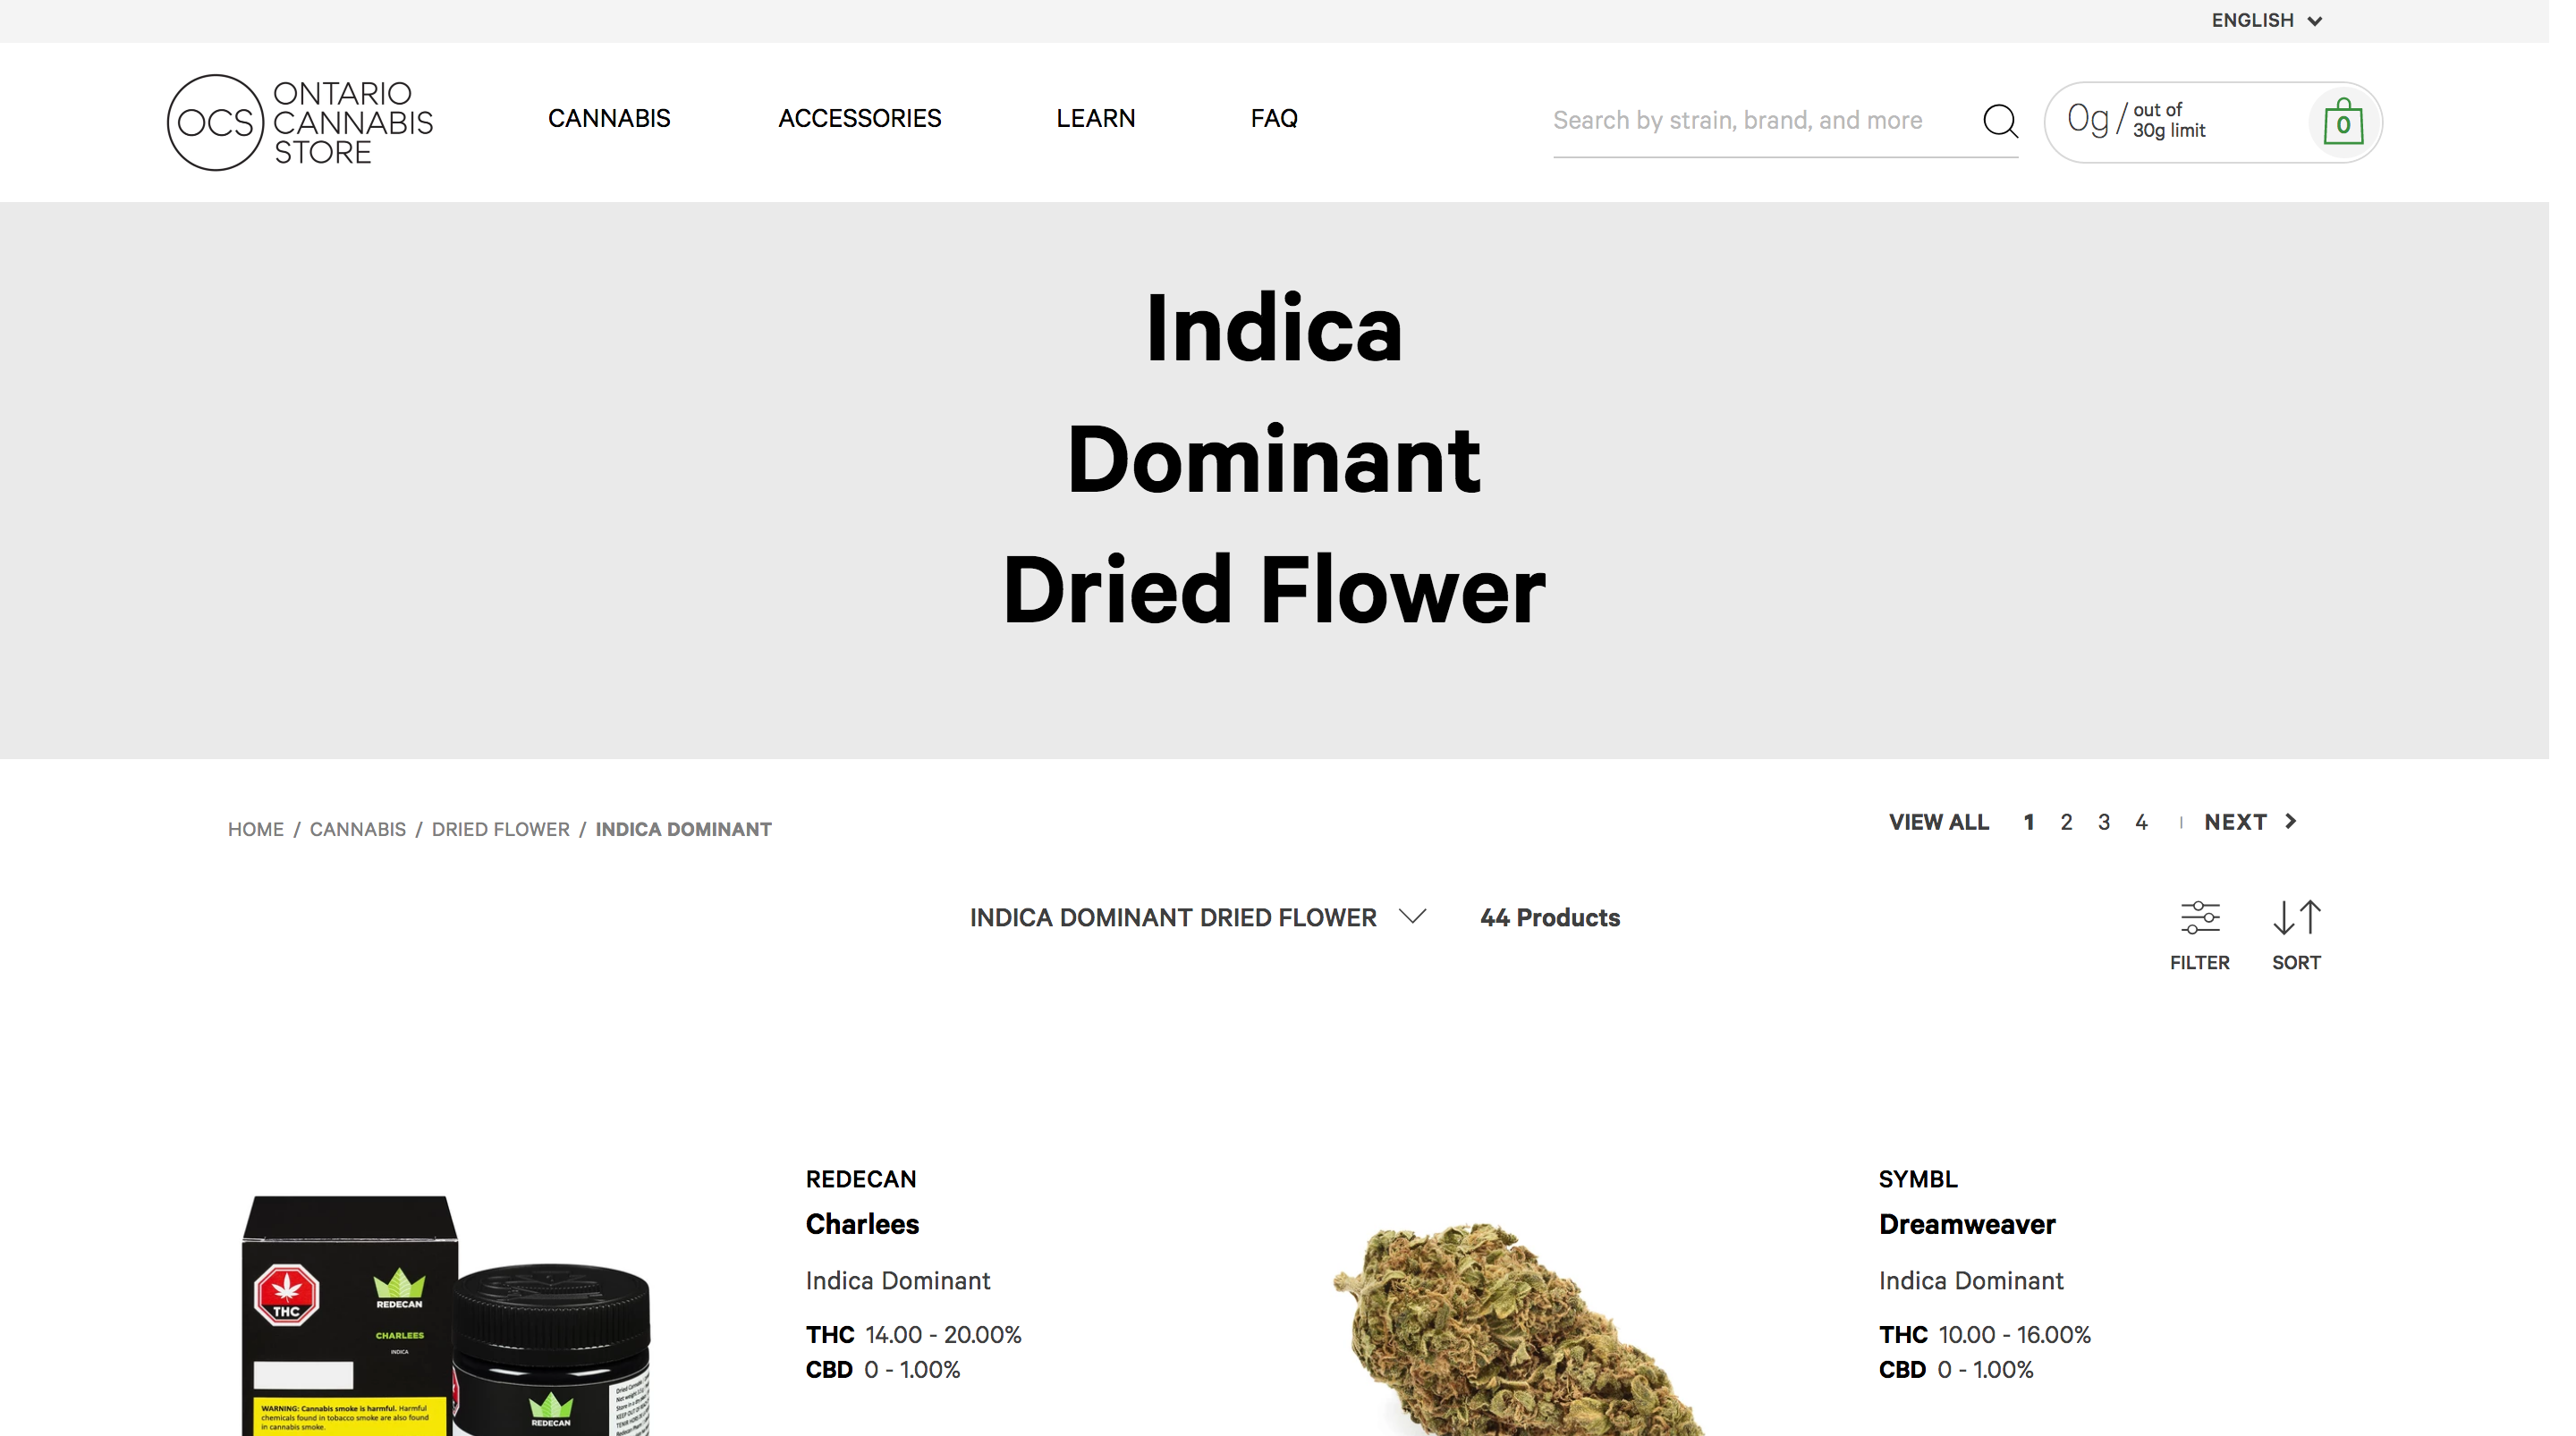 ENGLISH
OCS
ONTARIO
CANNABIS
STORE
CANNABIS
ACCESSORIES
LEARN
FAQ
Search by strain, brand, and more
0g / out of
30g limit
0
Indica
Dominant
Dried Flower
HOME / CANNABIS / DRIED FLOWER / INDICA DOMINANT
VIEW ALL 1 2 3 4 | NEXT
INDICA DOMINANT DRIED FLOWER
44 Products
FILTER
SORT
THC
REDECAN
CHARLEES
INDICA
WARNING: Cannabis smoke is harmful. Harmful
chemicals found in tobacco smoke are also found
in cannabis smoke.
REDECAN
REDECAN
Charlees
Indica Dominant
THC 14.00 - 20.00%
CBD 0 - 1.00%
SYMBL
Dreamweaver
Indica Dominant
THC 10.00 - 16.00%
CBD 0 - 1.00%